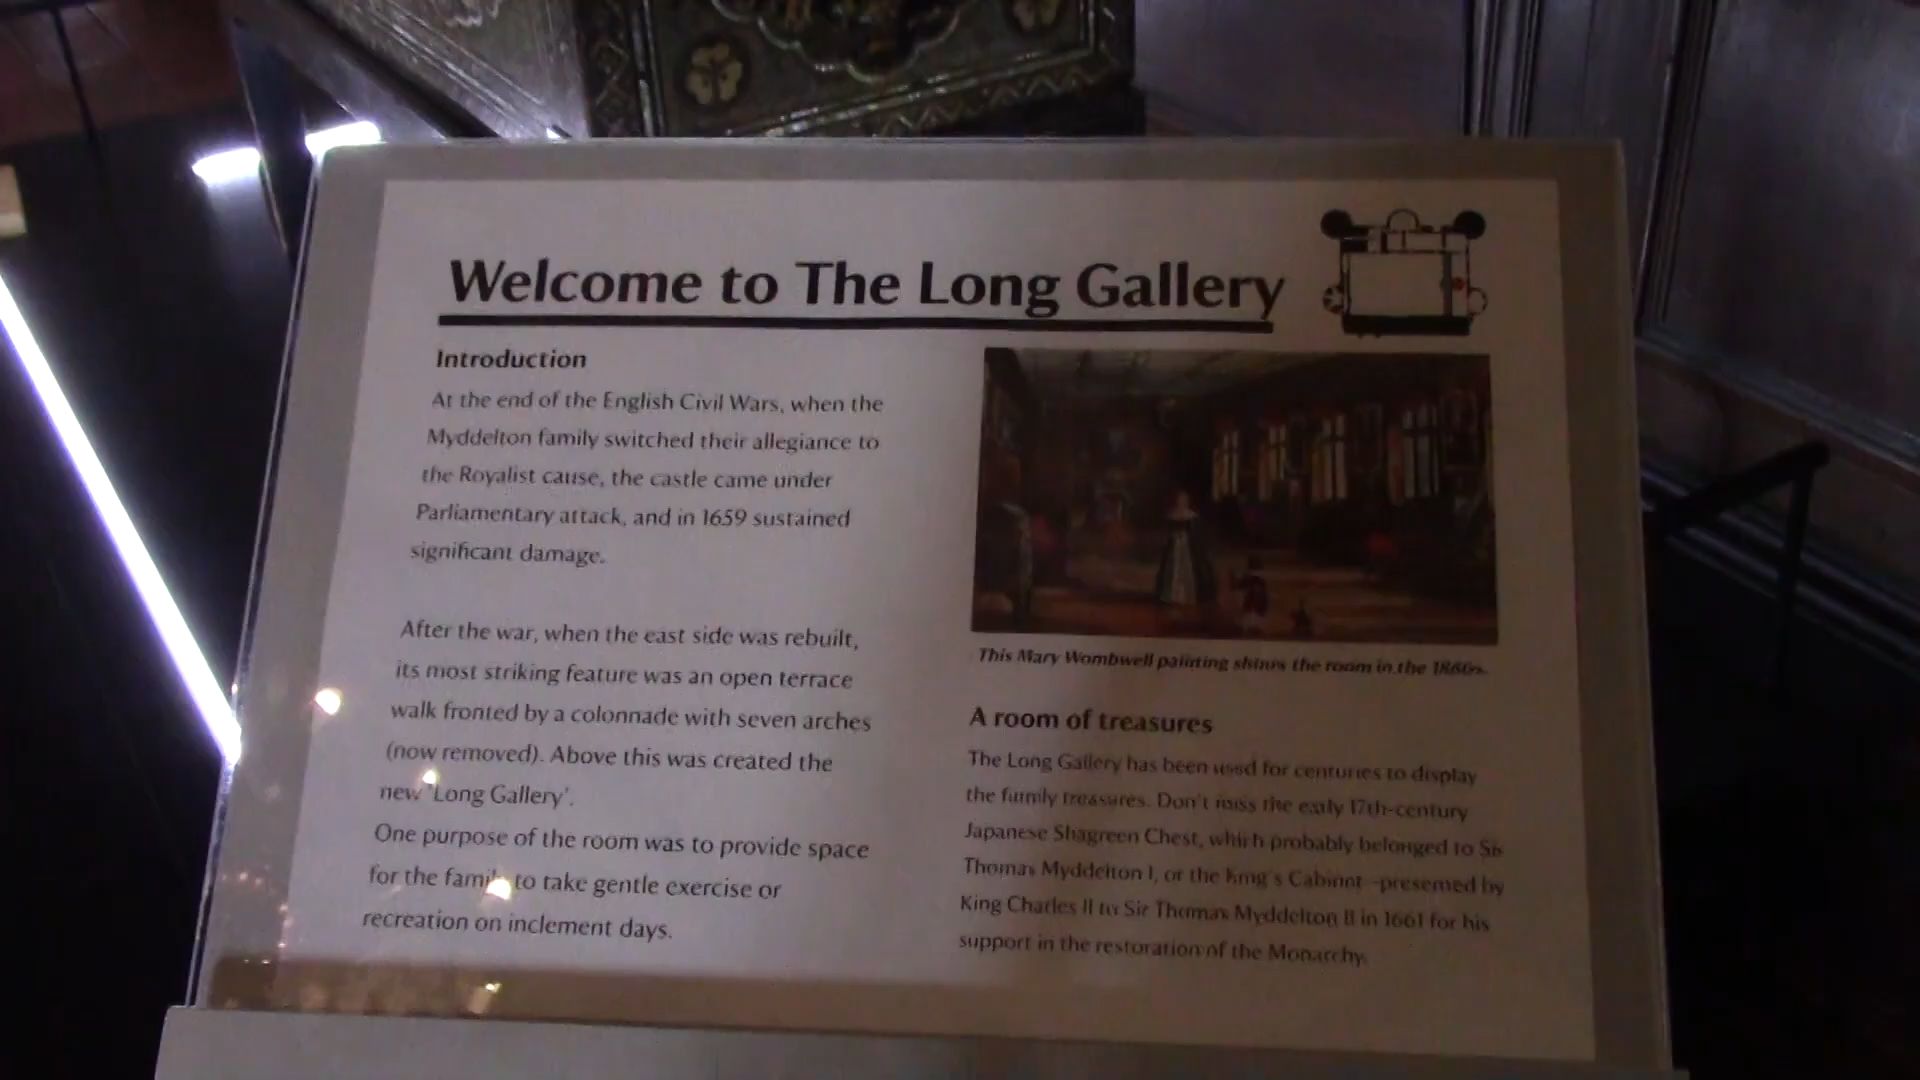 Welcome to The Long Gallery
Introduction
At the end of the English Civil Wars, when the
Myddelton family switched their allegiance to
the Royalist cause, the castle came under
Parliamentary attack, and in 1659 sustained
significant damage.
After the war, when the east side was rebuilt,
its most striking feature was an open terrace
walk fronted by a colonnade with seven arches
(now removed). Above this was created the
new 'Long Gallery'.
One purpose of the room was to provide space
for the family to take gentle exercise or
recreation on inclement days.
This Mary Wombwell painting shows the room in the 1860s.
A room of treasures
The Long Gallery has been used for centuries to display
the family treasures. Don't miss the early 17th-century
Japanese Shagreen Chest, which probably belonged to Sir
Thomas Myddelton I, or the King's Cabinet –presented by
King Charles II to Sir Thomas Myddelton II in 1661 for his
support in the restoration of the Monarchy.